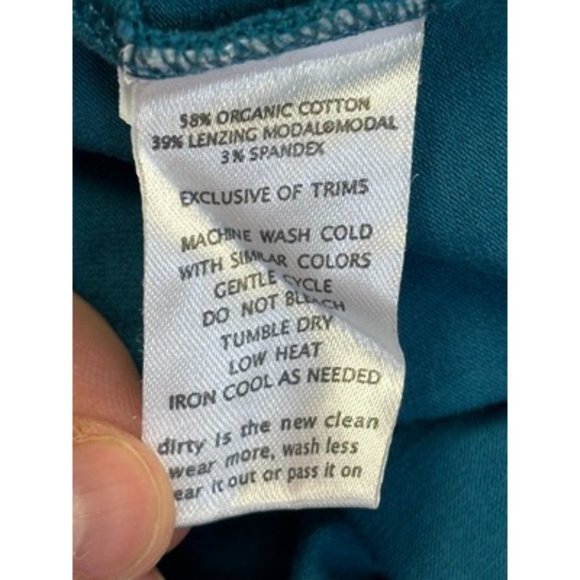 58% ORGANIC COTTON
39% LENZING MODAL®MODAL
3% SPANDEX
EXCLUSIVE OF TRIMS
MACHINE WASH COLD
WITH SIMILAR COLORS
GENTLE CYCLE
DO NOT BLEACH
TUMBLE DRY
LOW HEAT
IRON COOL AS NEEDED
dirty is the new clean
wear more, wash less
ear it out or pass it on